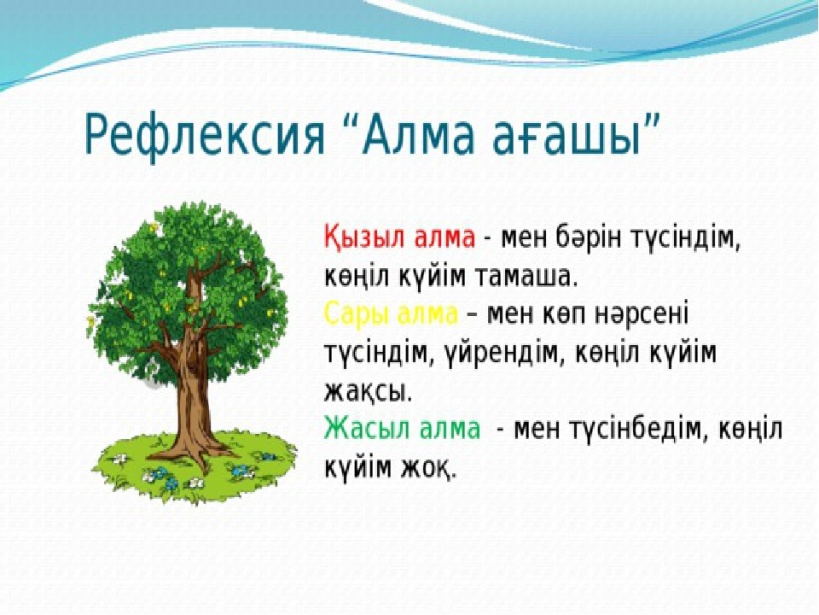 Рефлексия “Алма ағашы”
Қызыл алма - мен бәрін түсіндім,
көңіл күйім тамаша.
Сары алма – мен көп нәрсені
түсіндім, үйрендім, көңіл күйім
жақсы.
Жасыл алма - мен түсінбедім, көңіл
күйім жоқ.